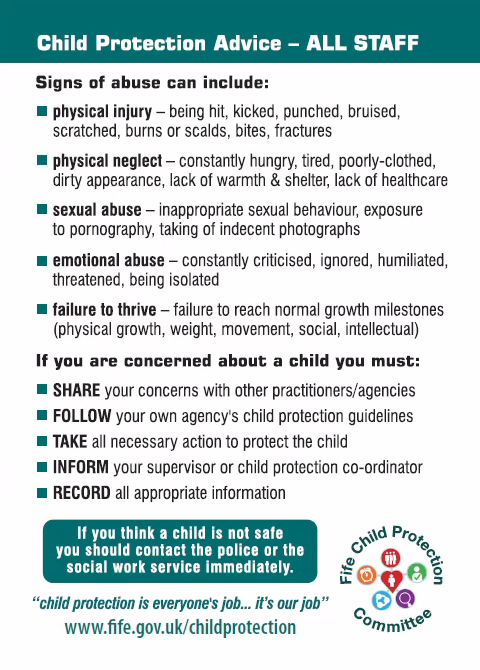 Child Protection Advice – ALL STAFF
Signs of abuse can include:
physical injury – being hit, kicked, punched, bruised,
scratched, burns or scalds, bites, fractures
physical neglect – constantly hungry, tired, poorly-clothed,
dirty appearance, lack of warmth & shelter, lack of healthcare
sexual abuse – inappropriate sexual behaviour, exposure
to pornography, taking of indecent photographs
emotional abuse – constantly criticised, ignored, humiliated,
threatened, being isolated
failure to thrive – failure to reach normal growth milestones
(physical growth, weight, movement, social, intellectual)
If you are concerned about a child you must:
SHARE your concerns with other practitioners/agencies
FOLLOW your own agency's child protection guidelines
TAKE all necessary action to protect the child
INFORM your supervisor or child protection co-ordinator
RECORD all appropriate information
If you think a child is not safe
you should contact the police or the
social work service immediately.
“child protection is everyone's job... it's our job”
www.fife.gov.uk/childprotection
Fife Child Protection
Committee